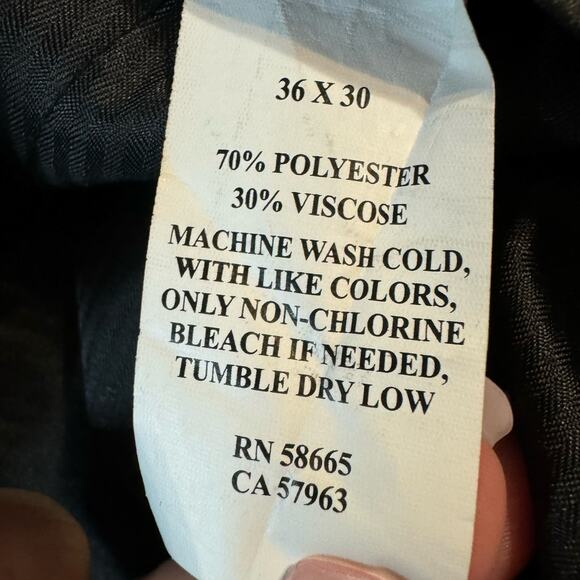 36 X 30
70% POLYESTER
30% VISCOSE
MACHINE WASH COLD,
WITH LIKE COLORS,
ONLY NON-CHLORINE
BLEACH IF NEEDED,
TUMBLE DRY LOW
RN 58665
CA 57963